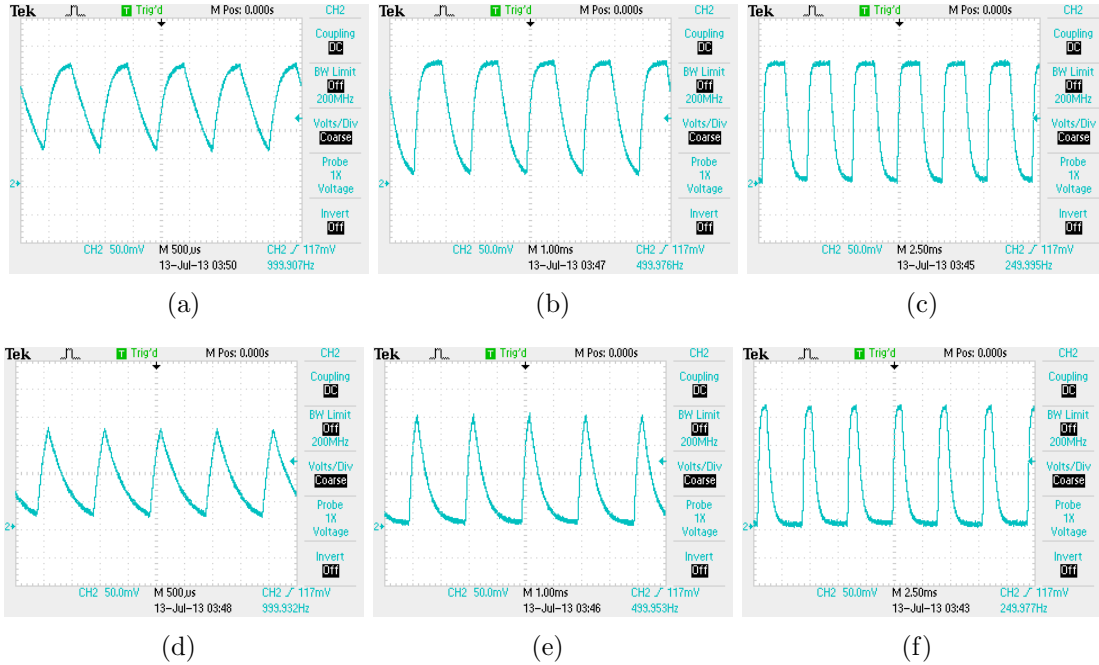 Tek T Trig'd M Pos: 0.000s CH2
Coupling
DC
BW Limit
Off
200MHz
Volts/Div
Coarse
Probe
1X
Voltage
Invert
Off
2
CH2 50.0mV M 500µs CH2 117mV
13-Jul-13 03:50 999.907Hz
(a)
Tek T Trig'd M Pos: 0.000s CH2
Coupling
DC
BW Limit
Off
200MHz
Volts/Div
Coarse
Probe
1X
Voltage
Invert
Off
2
CH2 50.0mV M 1.00ms CH2 117mV
13-Jul-13 03:47 499.976Hz
(b)
Tek T Trig'd M Pos: 0.000s CH2
Coupling
DC
BW Limit
Off
200MHz
Volts/Div
Coarse
Probe
1X
Voltage
Invert
Off
2
CH2 50.0mV M 2.50ms CH2 117mV
13-Jul-13 03:45 249.995Hz
(c)
Tek T Trig'd M Pos: 0.000s CH2
Coupling
DC
BW Limit
Off
200MHz
Volts/Div
Coarse
Probe
1X
Voltage
Invert
Off
2
CH2 50.0mV M 500µs CH2 117mV
13-Jul-13 03:48 999.932Hz
(d)
Tek T Trig'd M Pos: 0.000s CH2
Coupling
DC
BW Limit
Off
200MHz
Volts/Div
Coarse
Probe
1X
Voltage
Invert
Off
2
CH2 50.0mV M 1.00ms CH2 117mV
13-Jul-13 03:46 499.953Hz
(e)
Tek T Trig'd M Pos: 0.000s CH2
Coupling
DC
BW Limit
Off
200MHz
Volts/Div
Coarse
Probe
1X
Voltage
Invert
Off
2
CH2 50.0mV M 2.50ms CH2 117mV
13-Jul-13 03:43 249.977Hz
(f)